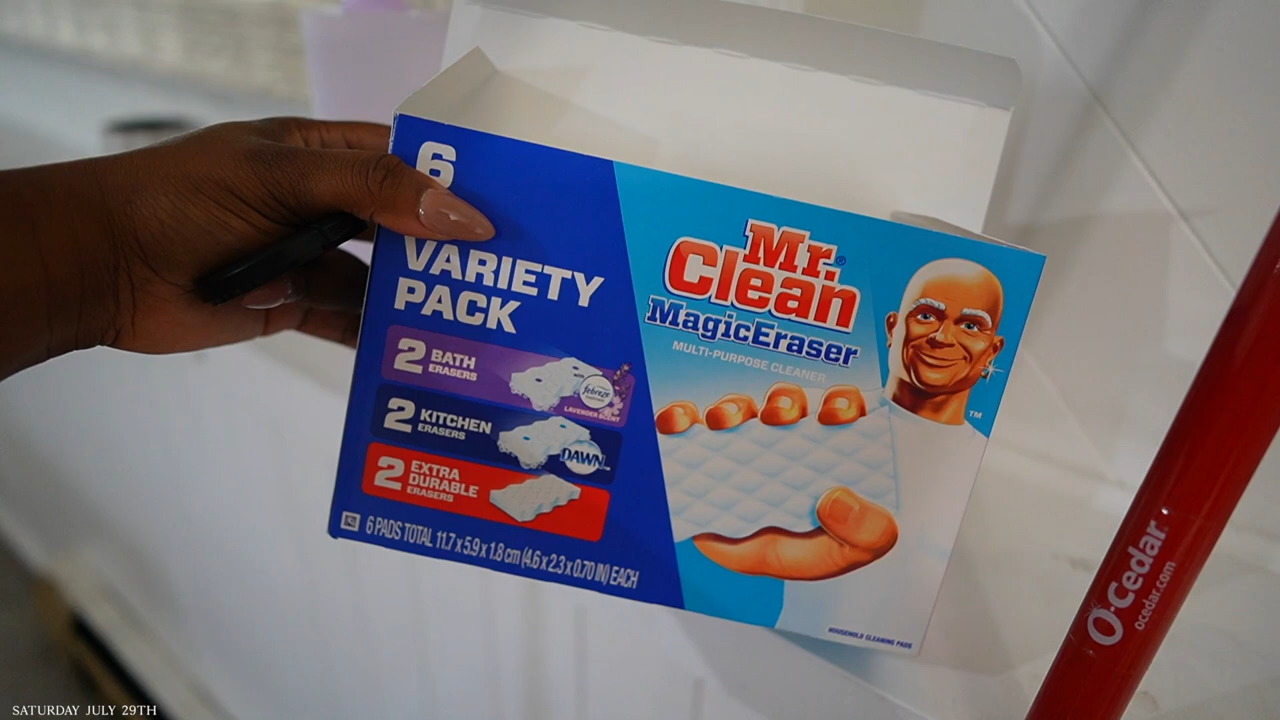 6
VARIETY
PACK
2 BATH
ERASERS
with
febreze
LAVENDER SCENT
2 KITCHEN
ERASERS
DAWN
2 EXTRA
DURABLE
ERASERS
6 PADS TOTAL 11.7 x 5.9 x 1.8 cm (4.6 x 2.3 x 0.70 IN) EACH
Mr.®
Clean
MagicEraser
MULTI-PURPOSE CLEANER
TM
HOUSEHOLD CLEANING PADS
O-Cedar
ocedar.com
SATURDAY JULY 29TH